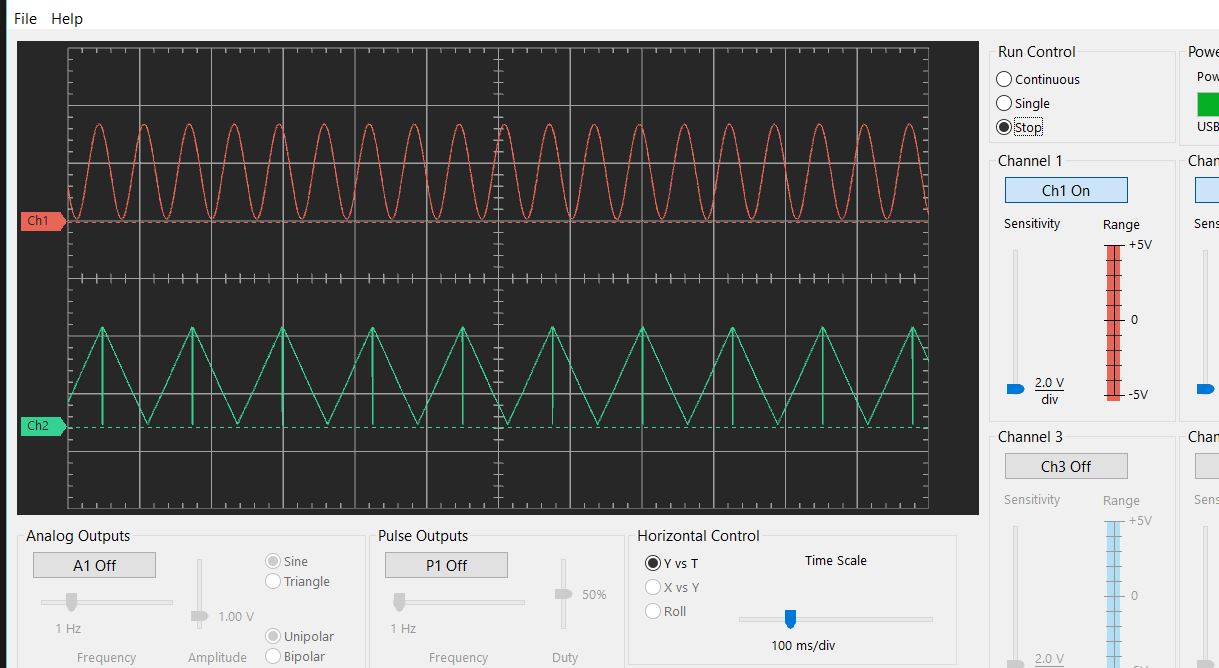 File Help
Run Control
Continuous
Single
Stop
Powe
Pow
USB
Ch1
Ch2
Channel 1
Ch1 On
Sensitivity
Range
+5V
0
-5V
2.0 V
div
Chan
Sens
Channel 3
Ch3 Off
Sensitivity
Range
+5V
0
2.0 V
Chan
Sens
Analog Outputs
A1 Off
1 Hz
Frequency
1.00 V
Amplitude
Sine
Triangle
Unipolar
Bipolar
Pulse Outputs
P1 Off
1 Hz
Frequency
50%
Duty
Horizontal Control
Y vs T
X vs Y
Roll
Time Scale
100 ms/div